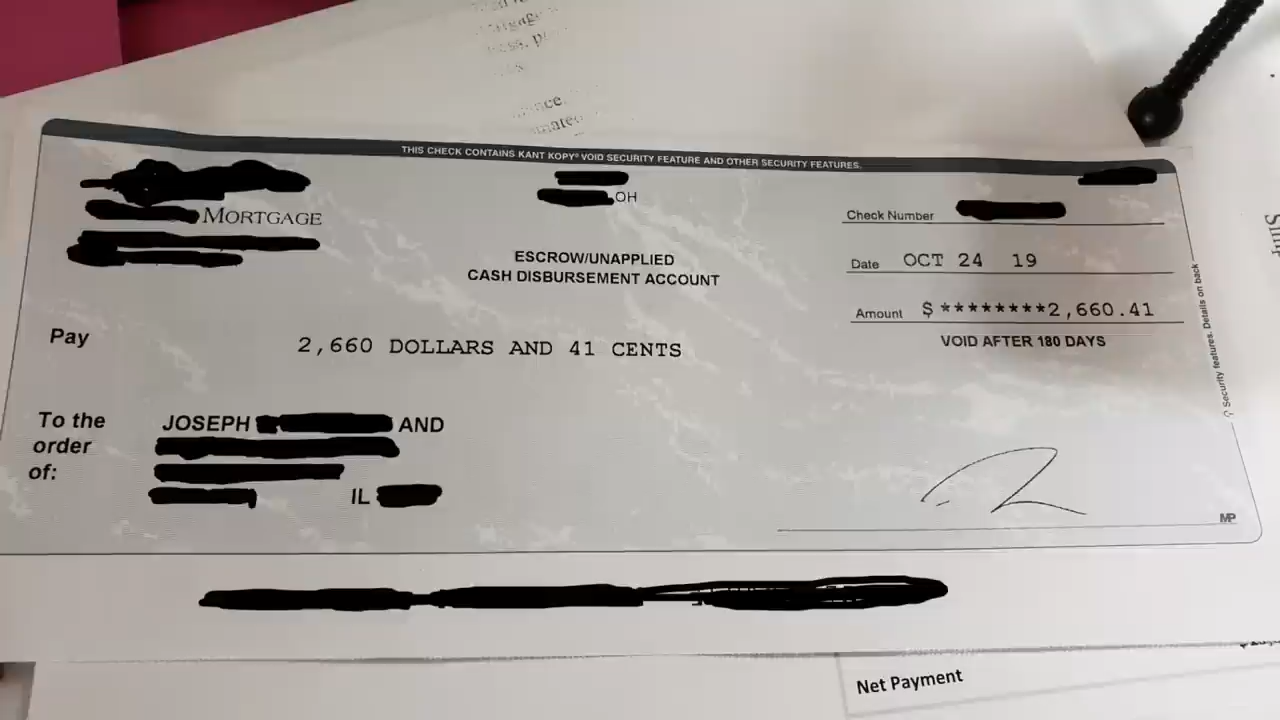 THIS CHECK CONTAINS KANT KOPY® VOID SECURITY FEATURE AND OTHER SECURITY FEATURES.
MORTGAGE
OH
Check Number
ESCROW/UNAPPLIED
CASH DISBURSEMENT ACCOUNT
Date OCT 24 19
Amount $ ********2,660.41
VOID AFTER 180 DAYS
Pay 2,660 DOLLARS AND 41 CENTS
To the
order
of:
JOSEPH AND
IL
MP
Security features. Details on back
Net Payment